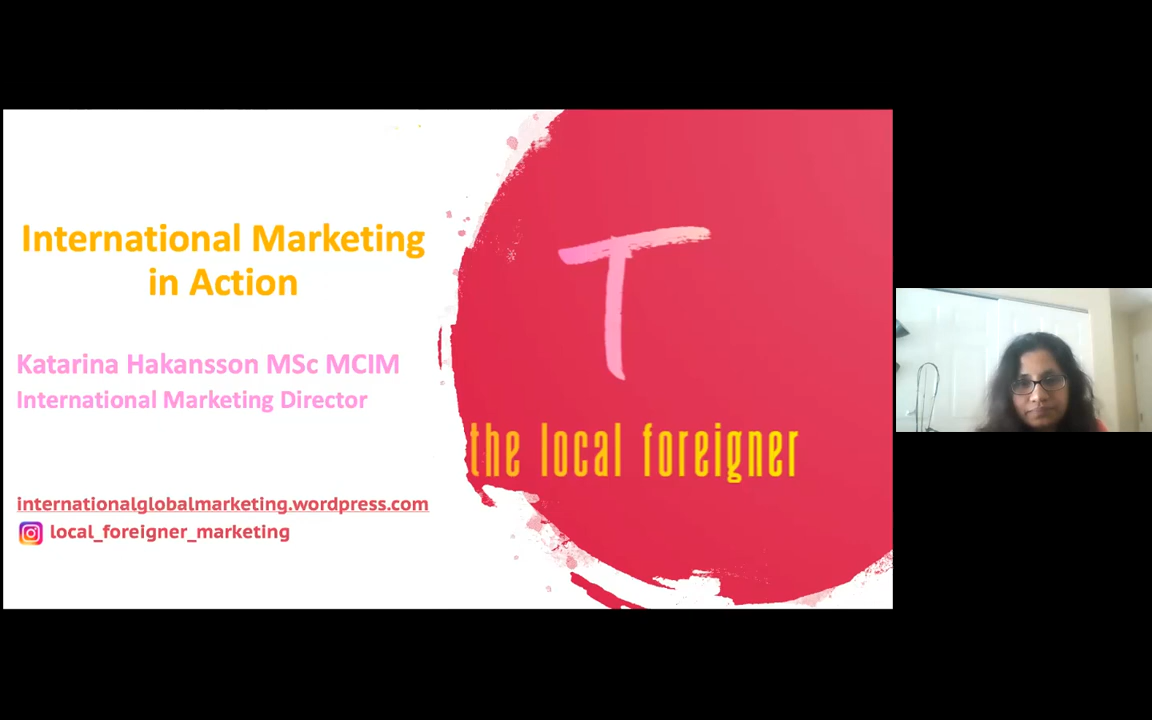 International Marketing
in Action
Katarina Hakansson MSc MCIM
International Marketing Director
internationalglobalmarketing.wordpress.com
local_foreigner_marketing
T
the local foreigner